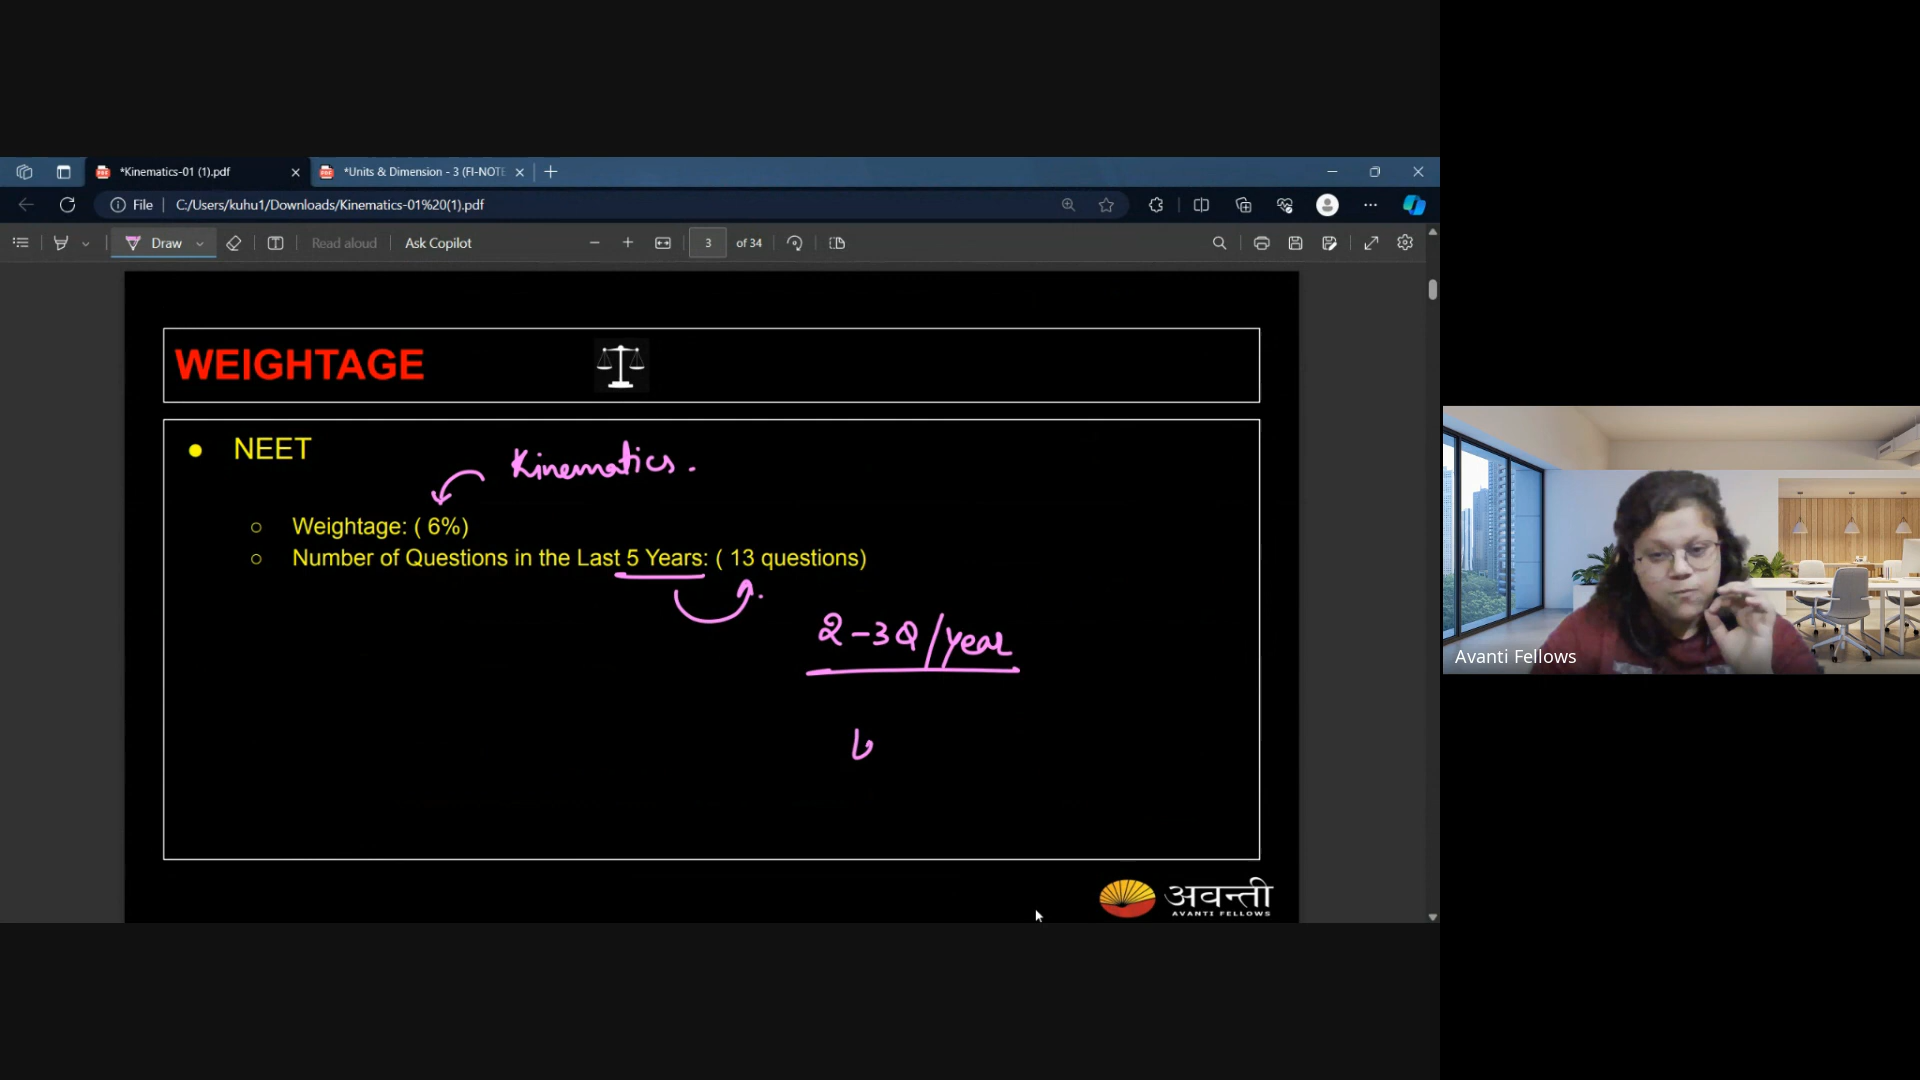 *Kinematics-01 (1).pdf
*Units & Dimension - 3 (FI-NOTE
File
C:/Users/kuhu1/Downloads/Kinematics-01%20(1).pdf
Draw
Read aloud
Ask Copilot
3
of 34
WEIGHTAGE
NEET
Kinematics.
Weightage: ( 6%)
Number of Questions in the Last 5 Years: ( 13 questions)
2-3Q/year
अवन्ती
AVANTI FELLOWS
Avanti Fellows